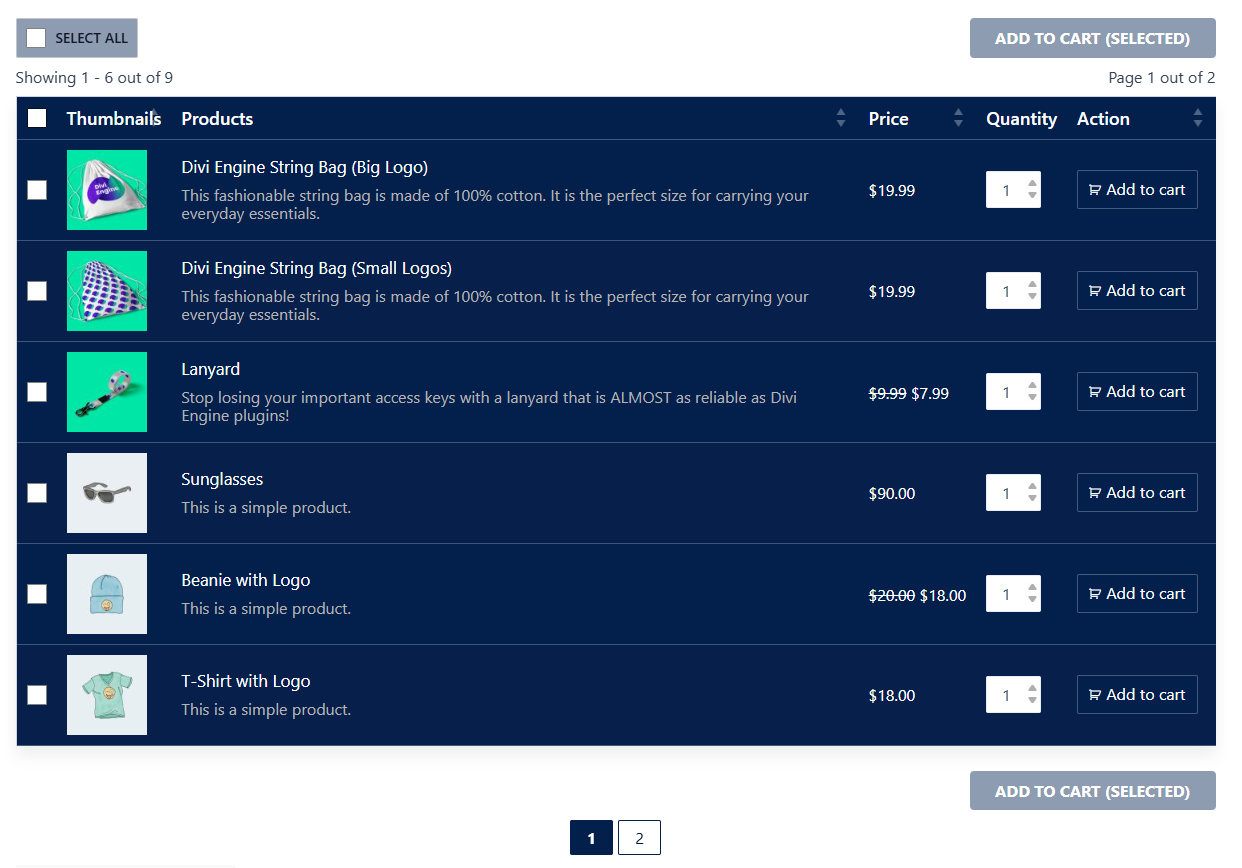 SELECT ALL
ADD TO CART (SELECTED)
Showing 1 - 6 out of 9
Page 1 out of 2
Thumbnails Products Price Quantity Action
Divi Engine
Divi Engine String Bag (Big Logo)
This fashionable string bag is made of 100% cotton. It is the perfect size for carrying your
everyday essentials.
$19.99
1
Add to cart
Divi Engine String Bag (Small Logos)
This fashionable string bag is made of 100% cotton. It is the perfect size for carrying your
everyday essentials.
$19.99
1
Add to cart
Lanyard
Stop losing your important access keys with a lanyard that is ALMOST as reliable as Divi
Engine plugins!
$9.99 $7.99
1
Add to cart
Sunglasses
This is a simple product.
$90.00
1
Add to cart
Beanie with Logo
This is a simple product.
$20.00 $18.00
1
Add to cart
T-Shirt with Logo
This is a simple product.
$18.00
1
Add to cart
ADD TO CART (SELECTED)
1 2